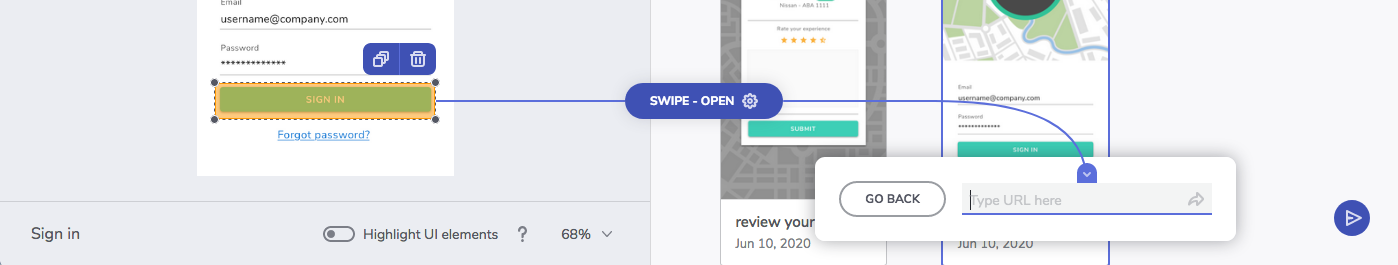 Email
username@company.com
Password
*************
SIGN IN
Forgot password?
Sign in
Highlight UI elements
?
68%
SWIPE - OPEN
Nissan - ABA 1111
Rate your experience
SUBMIT
review your
Jun 10, 2020
Email
username@company.com
Password
*************
SIGN IN
GO BACK
Type URL here
Jun 10, 2020